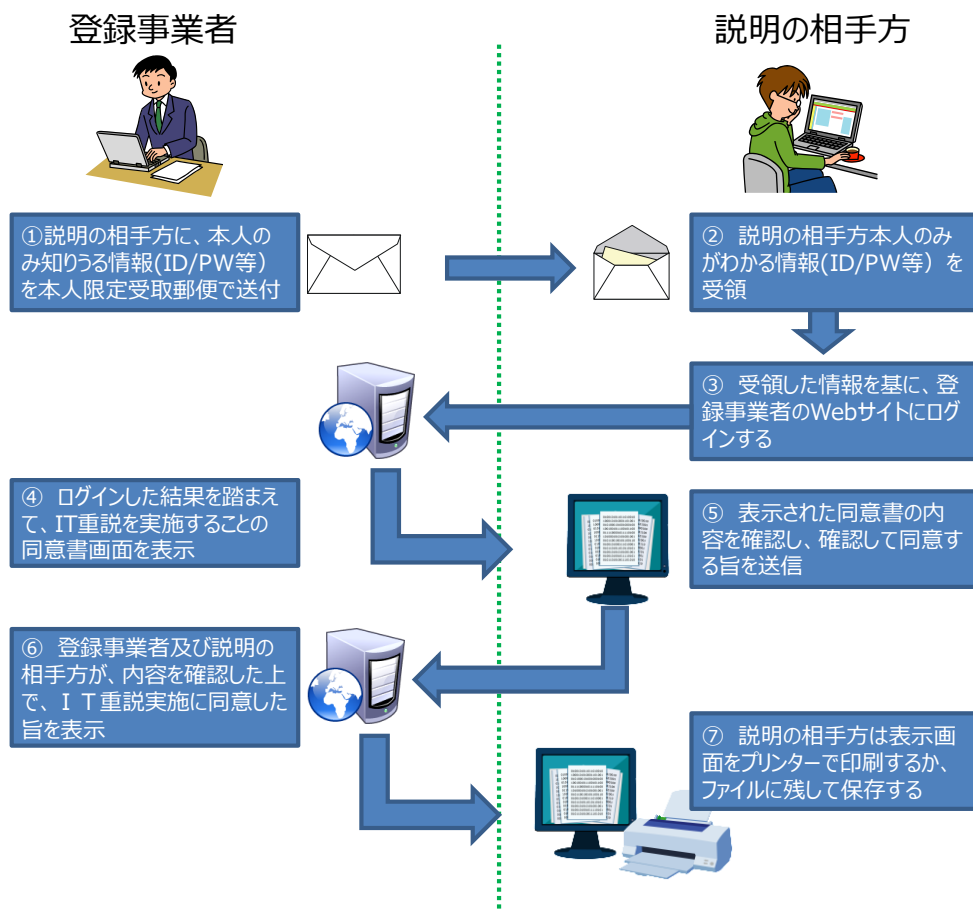 登録事業者
説明の相手方
①説明の相手方に、本人の
み知りうる情報(ID/PW等)
を本人限定受取郵便で送付
② 説明の相手方本人のみ
がわかる情報(ID/PW等) を
受領
③ 受領した情報を基に、登
録事業者のWebサイトにログ
インする
④ ログインした結果を踏まえ
て、IT重説を実施することの
同意書画面を表示
⑤ 表示された同意書の内
容を確認し、確認して同意す
る旨を送信
⑥ 登録事業者及び説明の
相手方が、内容を確認した上
で、ＩＴ重説実施に同意した
旨を表示
⑦ 説明の相手方は表示画
面をプリンターで印刷するか、
ファイルに残して保存する